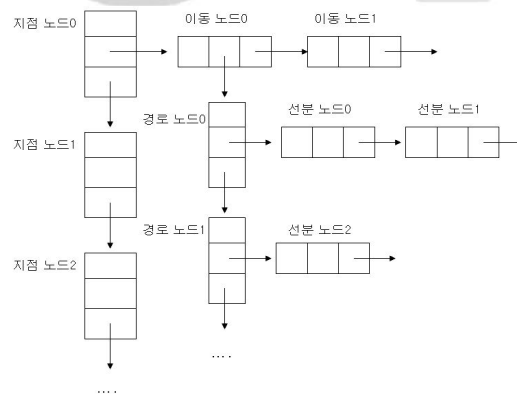 지점 노드0
이동 노드0
이동 노드1
경로 노드0
선분 노드0
선분 노드1
지점 노드1
경로 노드1
선분 노드2
지점 노드2
....
....